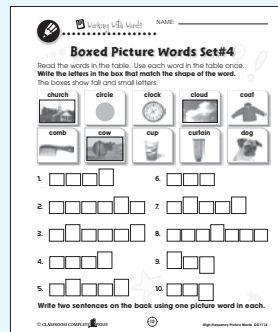 Working With Words NAME:
Boxed Picture Words Set#4
Read the words in the table. Use each word in the table once.
Write the letters in the box that match the shape of the word.
The boxes show tall and small letters.
church circle clock cloud coat
comb cow cup curtain dog
1. 6.
2. 7.
3. 8.
4. 9.
5. 10.
Write two sentences on the back using one picture word in each.
© CLASSROOM COMPLETE PRESS 13 High-Frequency Picture Words CC1114